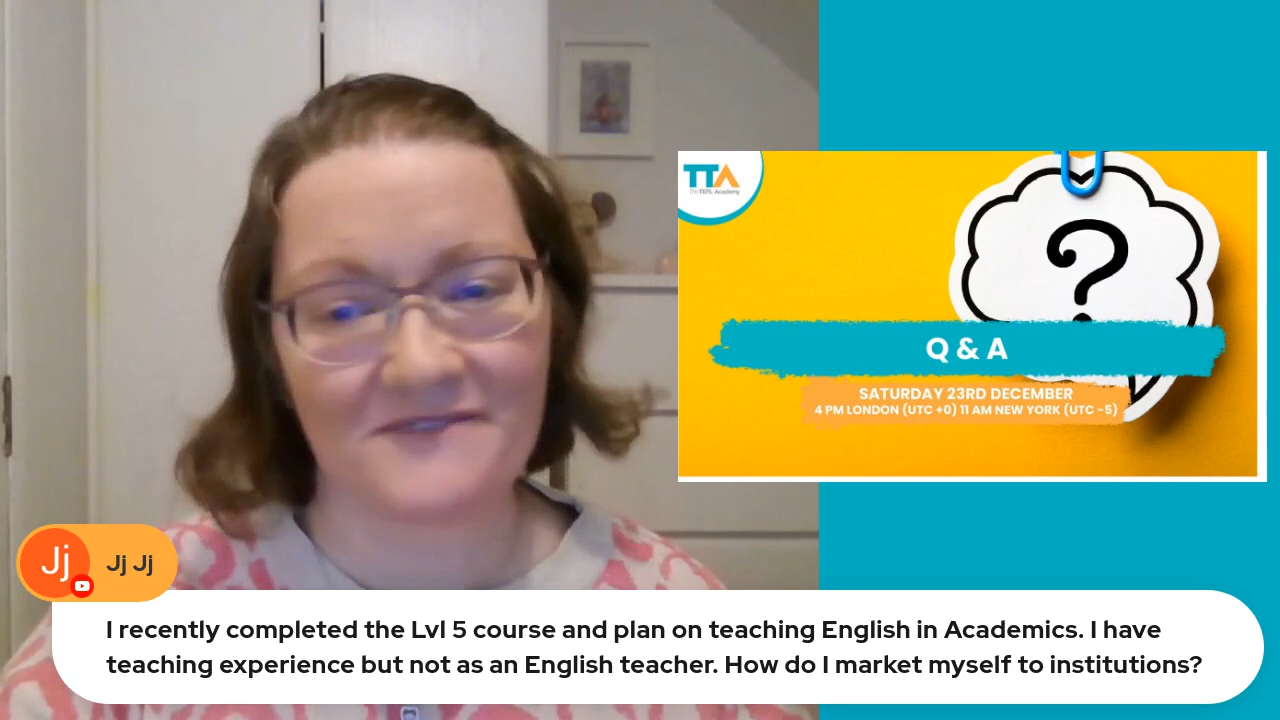 TTA
The TEFL Academy
?
Q & A
SATURDAY 23RD DECEMBER
4 PM LONDON (UTC +0) 11 AM NEW YORK (UTC -5)
Jj
Jj Jj
I recently completed the Lvl 5 course and plan on teaching English in Academics. I have
teaching experience but not as an English teacher. How do I market myself to institutions?